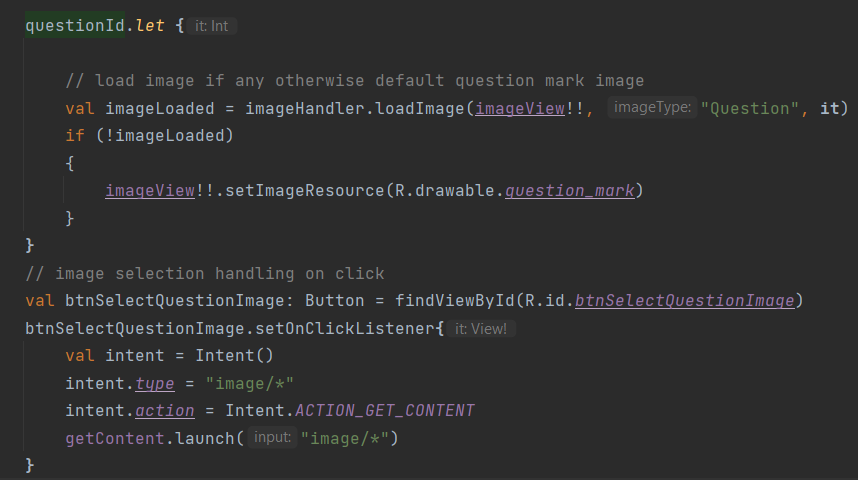 questionId.let { it: Int
// load image if any otherwise default question mark image
val imageLoaded = imageHandler.loadImage(imageView!!, imageType: "Question", it)
if (!imageLoaded)
{
imageView!!.setImageResource(R.drawable.question_mark)
}
}
// image selection handling on click
val btnSelectQuestionImage: Button = findViewById(R.id.btnSelectQuestionImage)
btnSelectQuestionImage.setOnClickListener{ it: View!
val intent = Intent()
intent.type = "image/*"
intent.action = Intent.ACTION_GET_CONTENT
getContent.launch( input: "image/*")
}